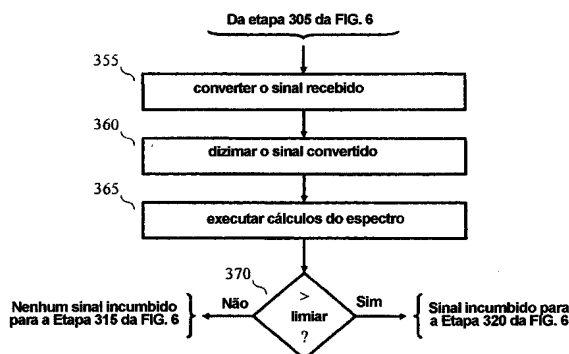 Da etapa 305 da FIG. 6
355
converter o sinal recebido
360
dizimar o sinal convertido
365
executar cálculos do espectro
370
>
limiar
?
Não
Sim
Nenhum sinal incumbido
para a Etapa 315 da FIG. 6
Sinal incumbido para
a Etapa 320 da FIG. 6